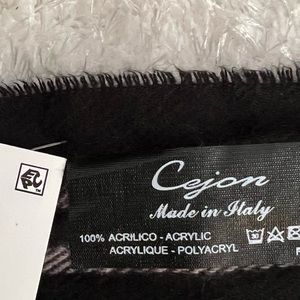 Cejon
Made in Italy
100% ACRILICO - ACRYLIC
ACRYLIQUE - POLYACRYL